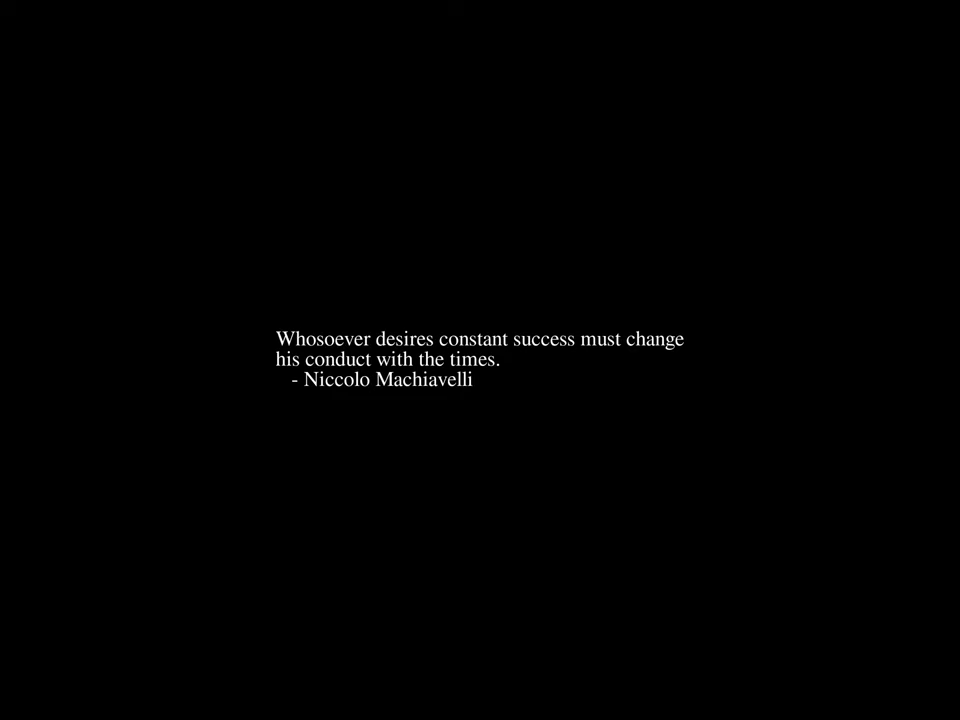 Whosoever desires constant success must change
his conduct with the times.
- Niccolo Machiavelli